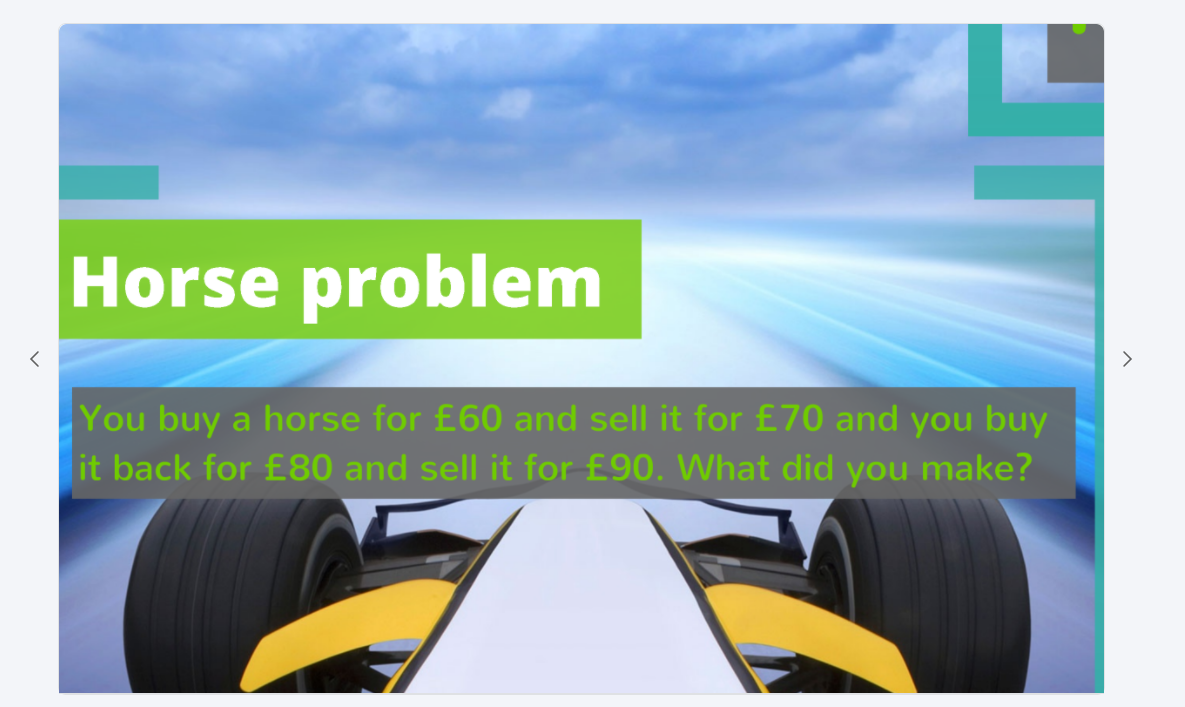 Horse problem
You buy a horse for £60 and sell it for £70 and you buy
it back for £80 and sell it for £90. What did you make?